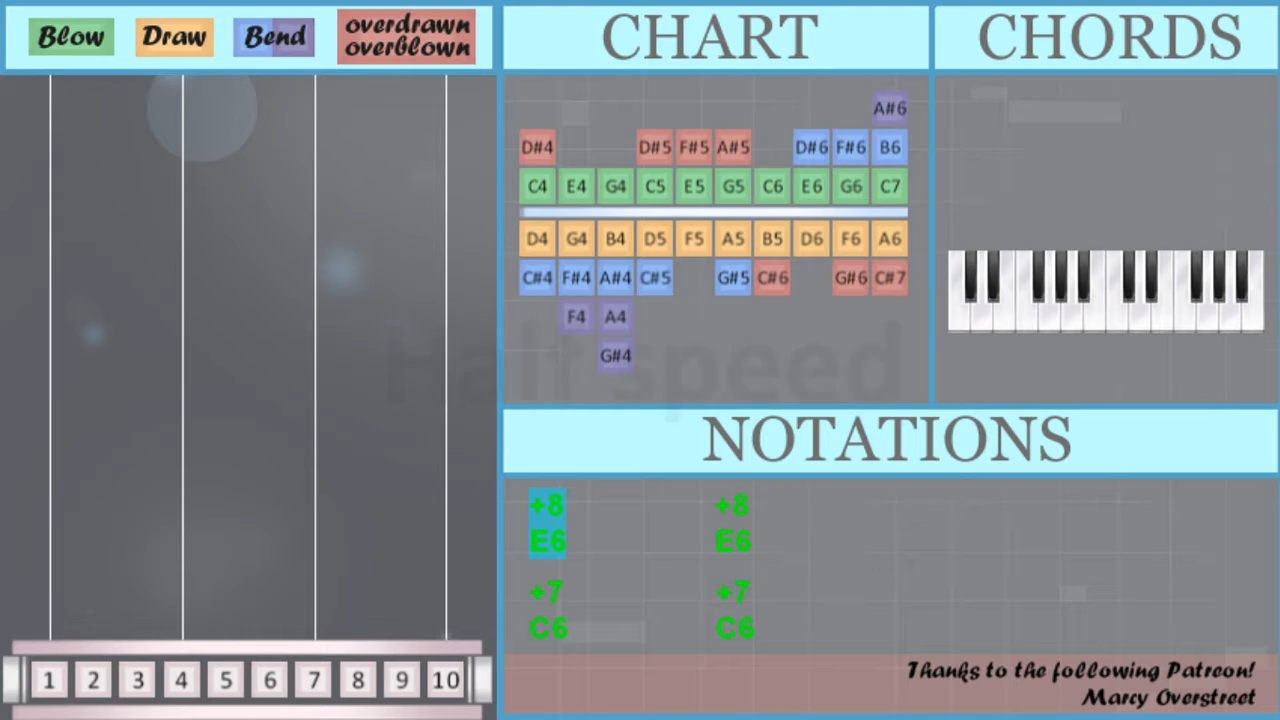 Blow Draw Bend overdrawn
overblown
CHART
CHORDS
A#6
D#4 D#5 F#5 A#5 D#6 F#6 B6
C4 E4 G4 C5 E5 G5 C6 E6 G6 C7
D4 G4 B4 D5 F5 A5 B5 D6 F6 A6
C#4 F#4 A#4 C#5 G#5 C#6 G#6 C#7
F4 A4
G#4
Half speed
NOTATIONS
+8 +8
E6 E6
+7 +7
C6 C6
Thanks to the following Patreon!
Marcy Overstreet
1 2 3 4 5 6 7 8 9 10